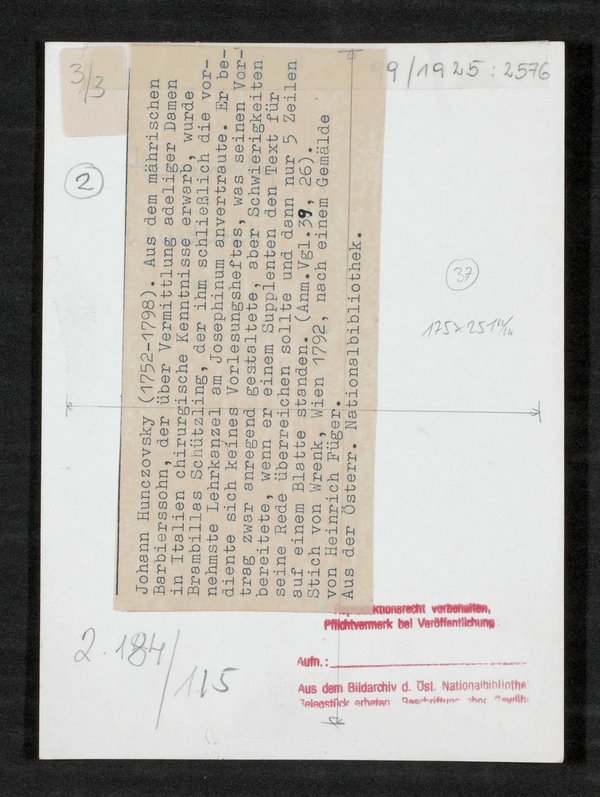 3/3
99/1925:2576
2
Johann Hunczovsky (1752-1798). Aus dem mährischen
Barbierssohn, der über Vermittlung adeliger Damen
in Italien chirurgische Kenntnisse erwarb, wurde
Brambillas Schützling, der ihm schließlich die vor-
nehmste Lehrkanzel am Josephinum anvertraute. Er be-
diente sich keines Vorlesungsheftes, was seinen Vor-
trag zwar anregend gestaltete, aber Schwierigkeiten
bereitete, wenn er einem Supplenten den Text für
seine Rede überreichen sollte und dann nur 5 Zeilen
auf einem Blatte standen. (Anm.Vgl.39, 26).
Stich von Wrenk, Wien 1792, nach einem Gemälde
von Heinrich Füger.
Aus der Österr. Nationalbibliothek.
37
2.184/115
vorbehalten,
Pflichtvermerk bei Veröffentlichung
Aufn.:
Aus dem Bildarchiv d. Öst. Nationalbibliothe
Belegstück erbeten